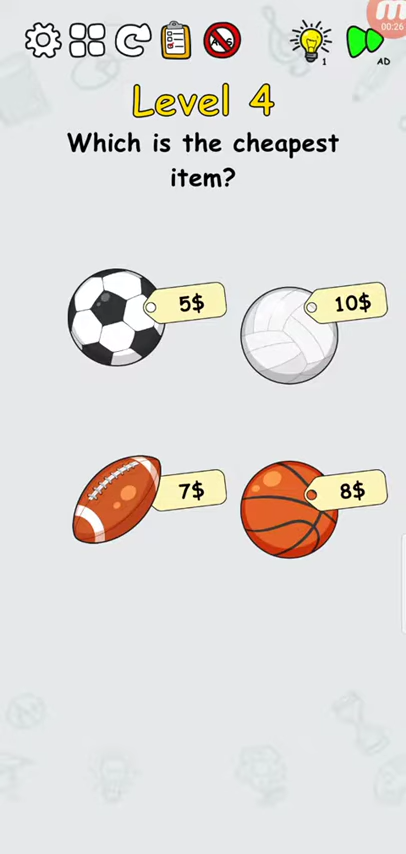 00:26
1
AD
Level 4
Which is the cheapest
item?
5$
10$
7$
8$